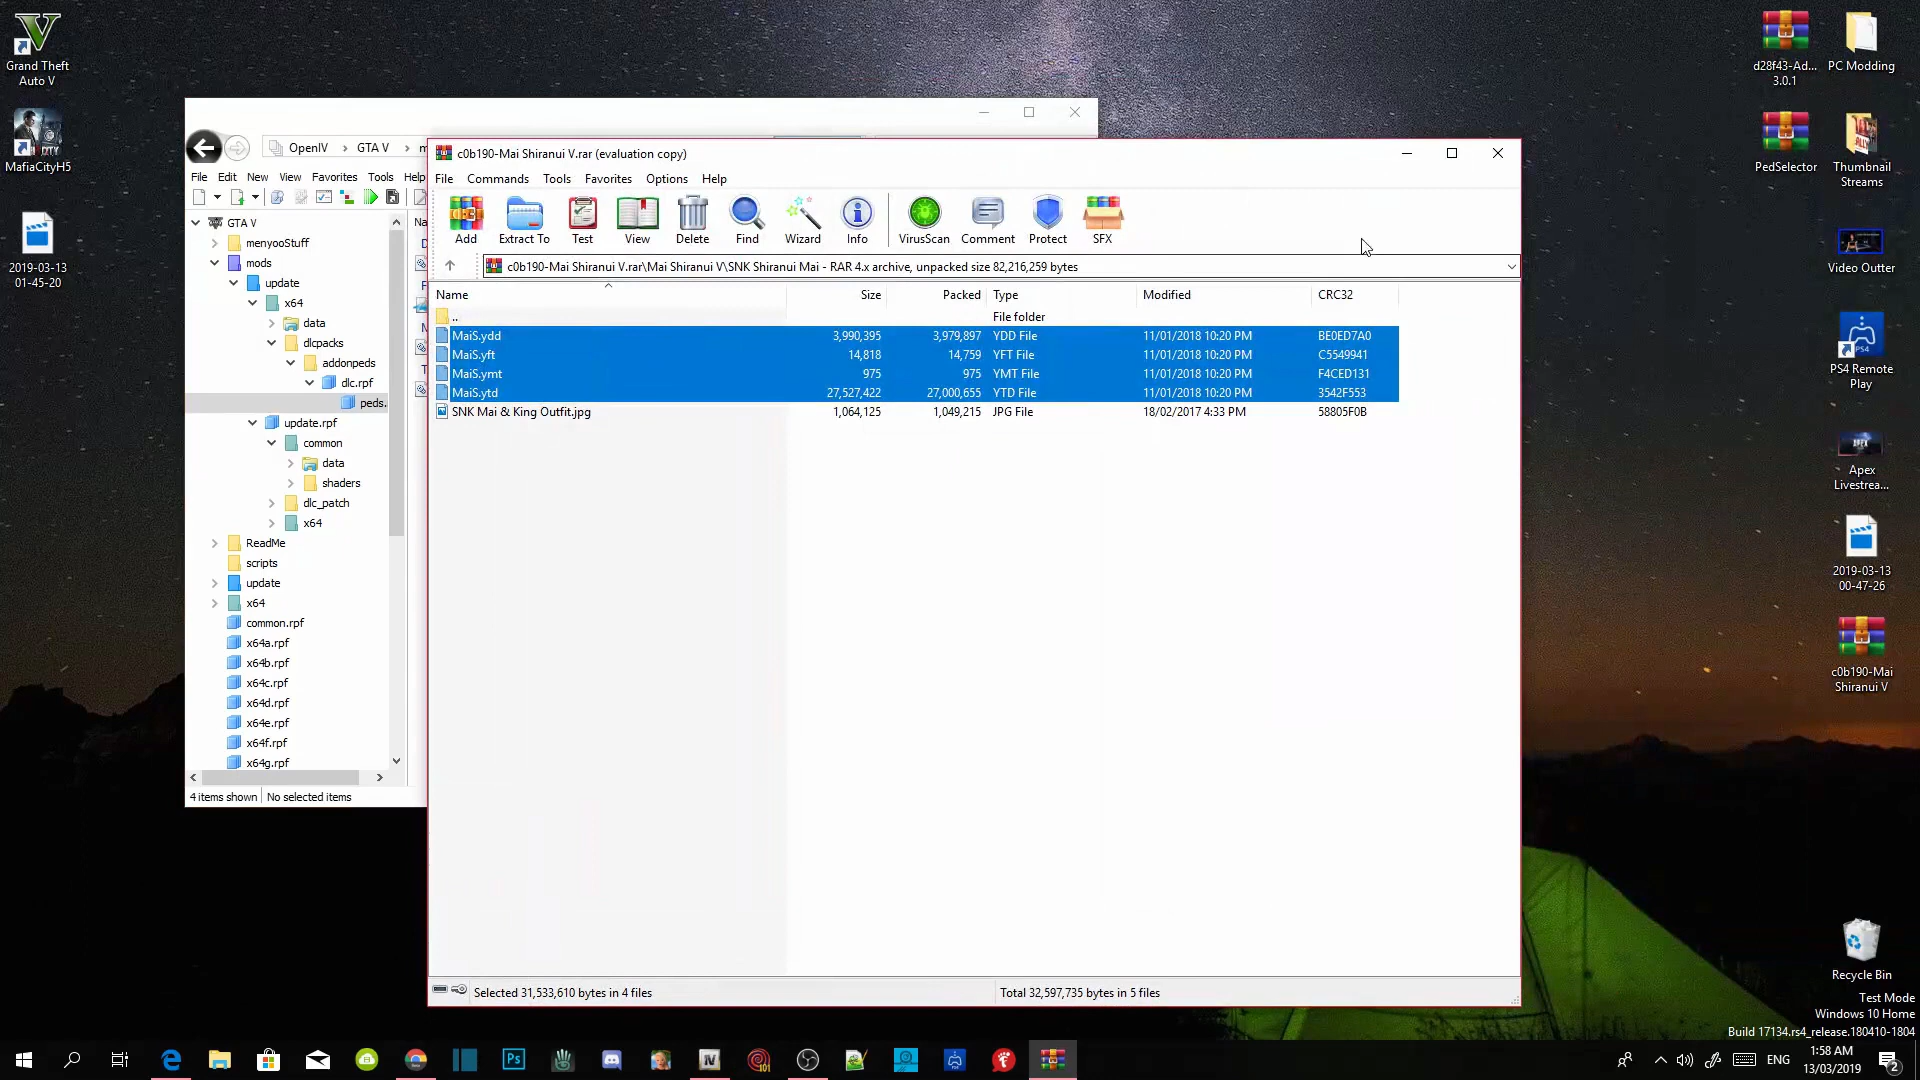 Grand Theft
Auto V
MafiaCityH5
2019-03-13
01-45-20
OpenIV
GTA V
File Edit New View Favorites Tools Help
GTA V
menyooStuff
mods
update
x64
data
dlcpacks
addonpeds
dlc.rpf
peds.
update.rpf
common
data
shaders
dlc_patch
x64
ReadMe
scripts
update
x64
common.rpf
x64a.rpf
x64b.rpf
x64c.rpf
x64d.rpf
x64e.rpf
x64f.rpf
x64g.rpf
4 items shown No selected items
c0b190-Mai Shiranui V.rar (evaluation copy)
File Commands Tools Favorites Options Help
Add Extract To Test View Delete Find Wizard Info VirusScan Comment Protect SFX
c0b190-Mai Shiranui V.rar\Mai Shiranui V\SNK Shiranui Mai - RAR 4.x archive, unpacked size 82,216,259 bytes
Name Size Packed Type Modified CRC32
.. File folder
MaiS.ydd 3,990,395 3,979,897 YDD File 11/01/2018 10:20 PM BE0ED7A0
MaiS.yft 14,818 14,759 YFT File 11/01/2018 10:20 PM C5549941
MaiS.ymt 975 975 YMT File 11/01/2018 10:20 PM F4CED131
MaiS.ytd 27,527,422 27,000,655 YTD File 11/01/2018 10:20 PM 3542F553
SNK Mai & King Outfit.jpg 1,064,125 1,049,215 JPG File 18/02/2017 4:33 PM 58805F0B
Selected 31,533,610 bytes in 4 files Total 32,597,735 bytes in 5 files
d28f43-Ad...
3.0.1
PC Modding
PedSelector
Thumbnail
Streams
Video Outter
PS4
PS4 Remote
Play
APEX
Apex
Livestrea...
2019-03-13
00-47-26
c0b190-Mai
Shiranui V
Recycle Bin
Test Mode
Windows 10 Home
Build 17134.rs4_release.180410-1804
Ps
IV
101
ENG
1:58 AM
13/03/2019
2